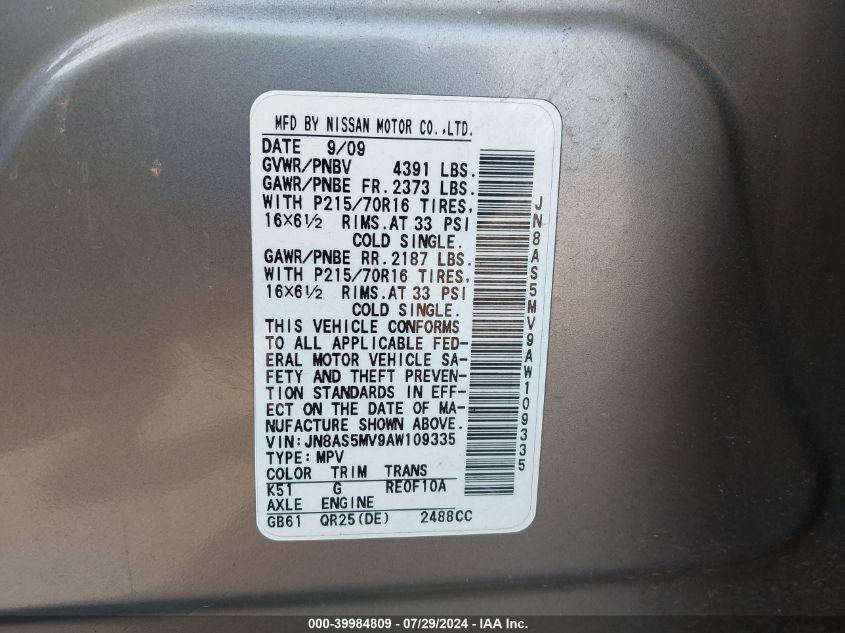 MFD BY NISSAN MOTOR CO.,LTD.
DATE 9/09
GVWR/PNBV 4391 LBS.
GAWR/PNBE FR. 2373 LBS.
WITH P215/70R16 TIRES,
16X6½ RIMS.AT 33 PSI
COLD SINGLE.
GAWR/PNBE RR. 2187 LBS.
WITH P215/70R16 TIRES,
16X6½ RIMS.AT 33 PSI
COLD SINGLE.
THIS VEHICLE CONFORMS
TO ALL APPLICABLE FED-
ERAL MOTOR VEHICLE SA-
FETY AND THEFT PREVEN-
TION STANDARDS IN EFF-
ECT ON THE DATE OF MA-
NUFACTURE SHOWN ABOVE.
VIN:JN8AS5MV9AW109335
TYPE:MPV
COLOR TRIM TRANS
K51 G RE0F10A
AXLE ENGINE
GB61 QR25(DE) 2488CC
JN8AS5MV9AW109335
000-39984809 - 07/29/2024 - IAA Inc.